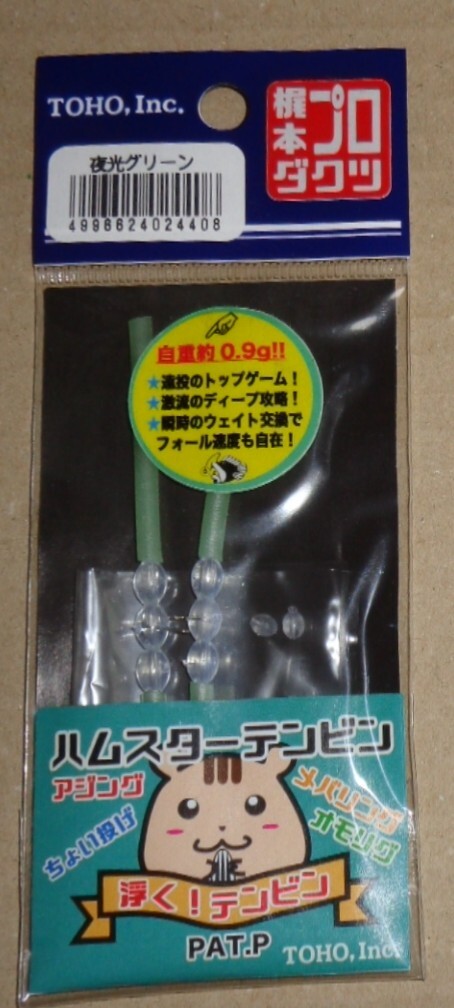 TOHO, Inc.
梶本プロダクツ
夜光グリーン
4998624024408
自重約0.9g!!
★遠投のトップゲーム！
★激流のディープ攻略！
★瞬時のウェイト交換で
フォール速度も自在！
ハムスターテンビン
アジング
メバリング
ちょい投げ
オモリグ
浮く！テンビン
PAT.P
TOHO, Inc.